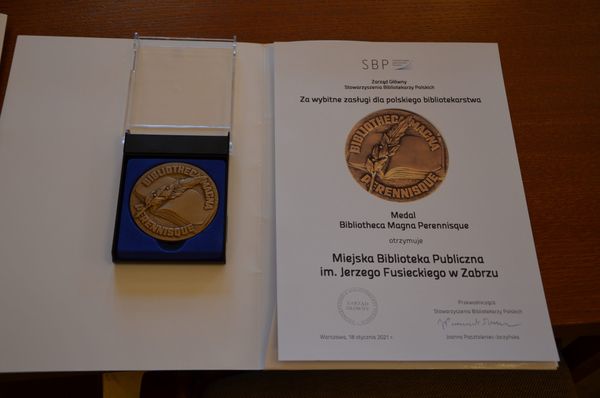 BIBLIOTHECA MAGNA
PERENNISQUE
SBP
Zarząd Główny
Stowarzyszenia Bibliotekarzy Polskich
Za wybitne zasługi dla polskiego bibliotekarstwa
BIBLIOTHECA MAGNA
PERENNISQUE
Medal
Bibliotheca Magna Perennisque
otrzymuje
Miejska Biblioteka Publiczna
im. Jerzego Fusieckiego w Zabrzu
ZARZĄD
GŁÓWNY
Przewodnicząca
Stowarzyszenia Bibliotekarzy Polskich
Warszawa, 18 stycznia 2021 r.
Joanna Pasztaleniec-Jarzyńska